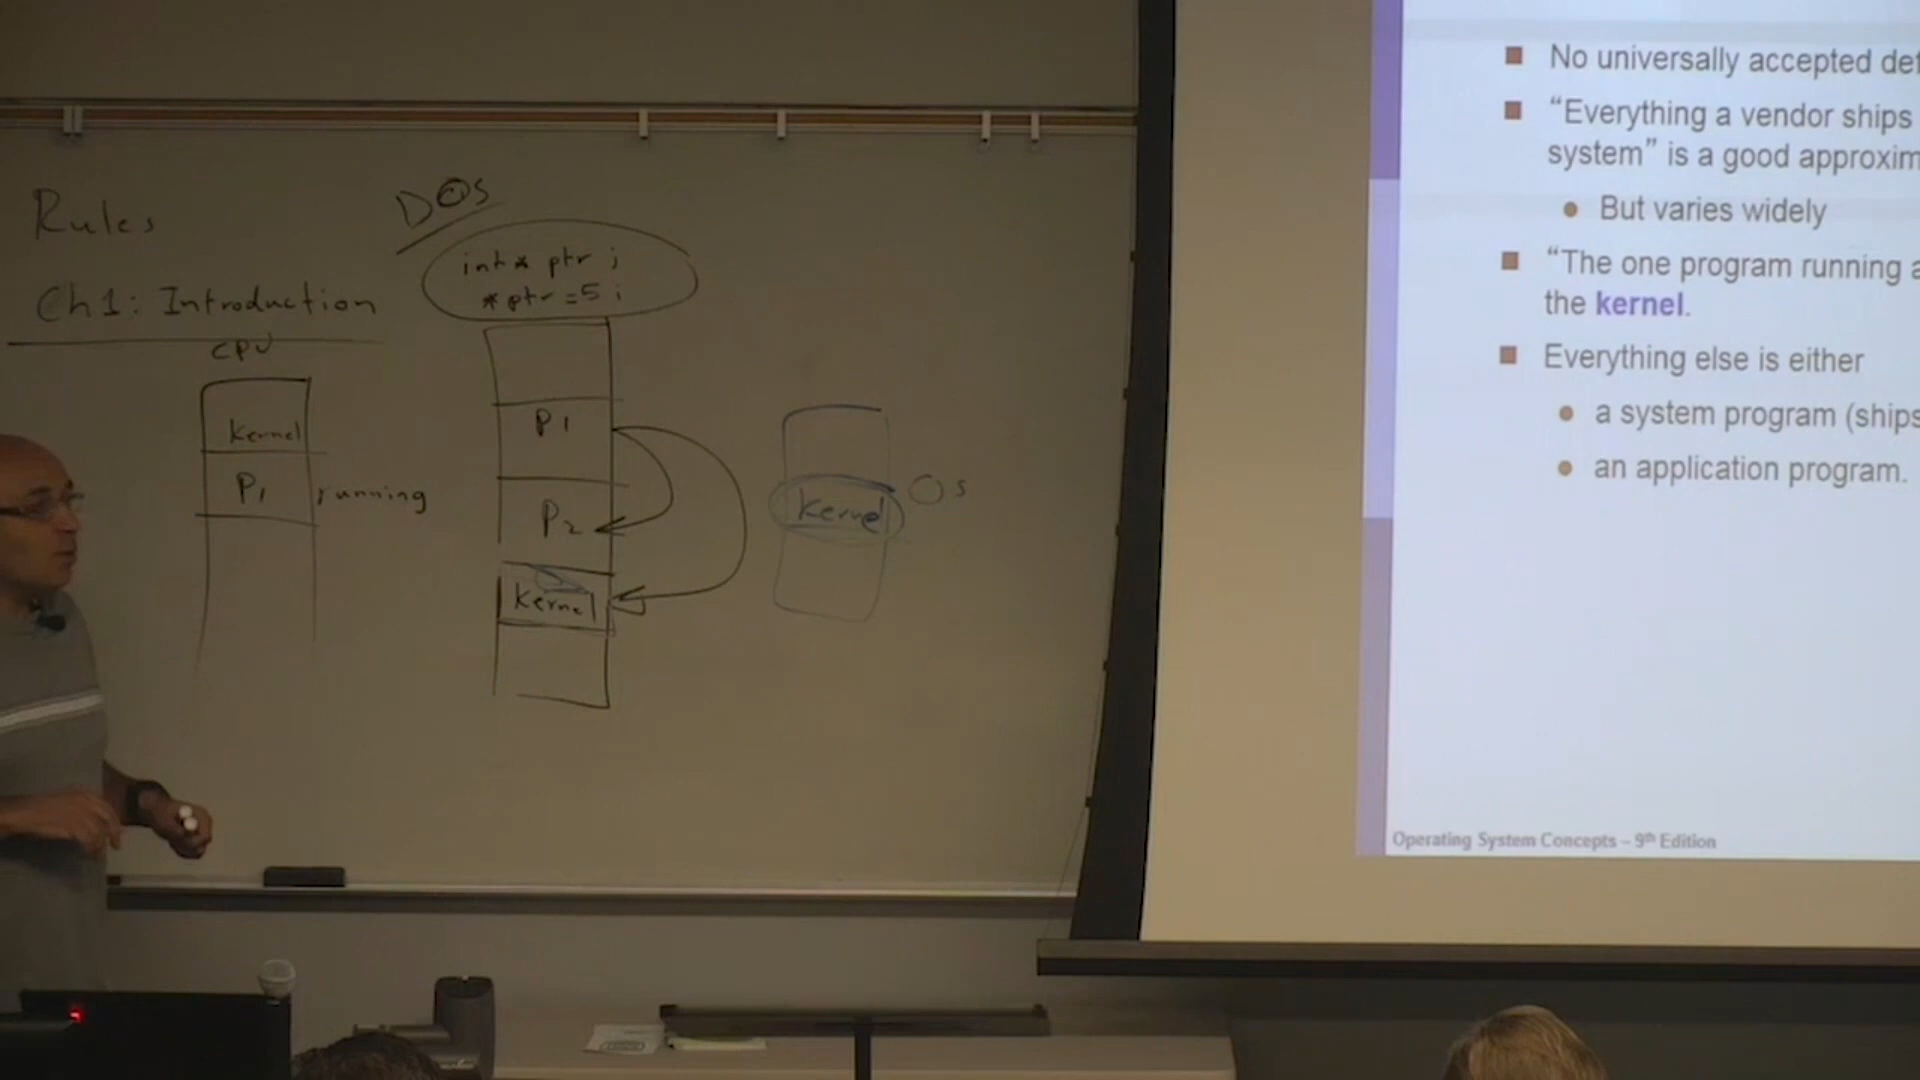 Rules
Ch1: Introduction
CPU
Kernel
P1 running
DOS
int* ptr;
*ptr = 5;
P1
P2
Kernel
Kernel
OS
No universally accepted def
“Everything a vendor ships
system” is a good approxim
But varies widely
“The one program running a
the kernel.
Everything else is either
a system program (ships
an application program.
Operating System Concepts – 9th Edition